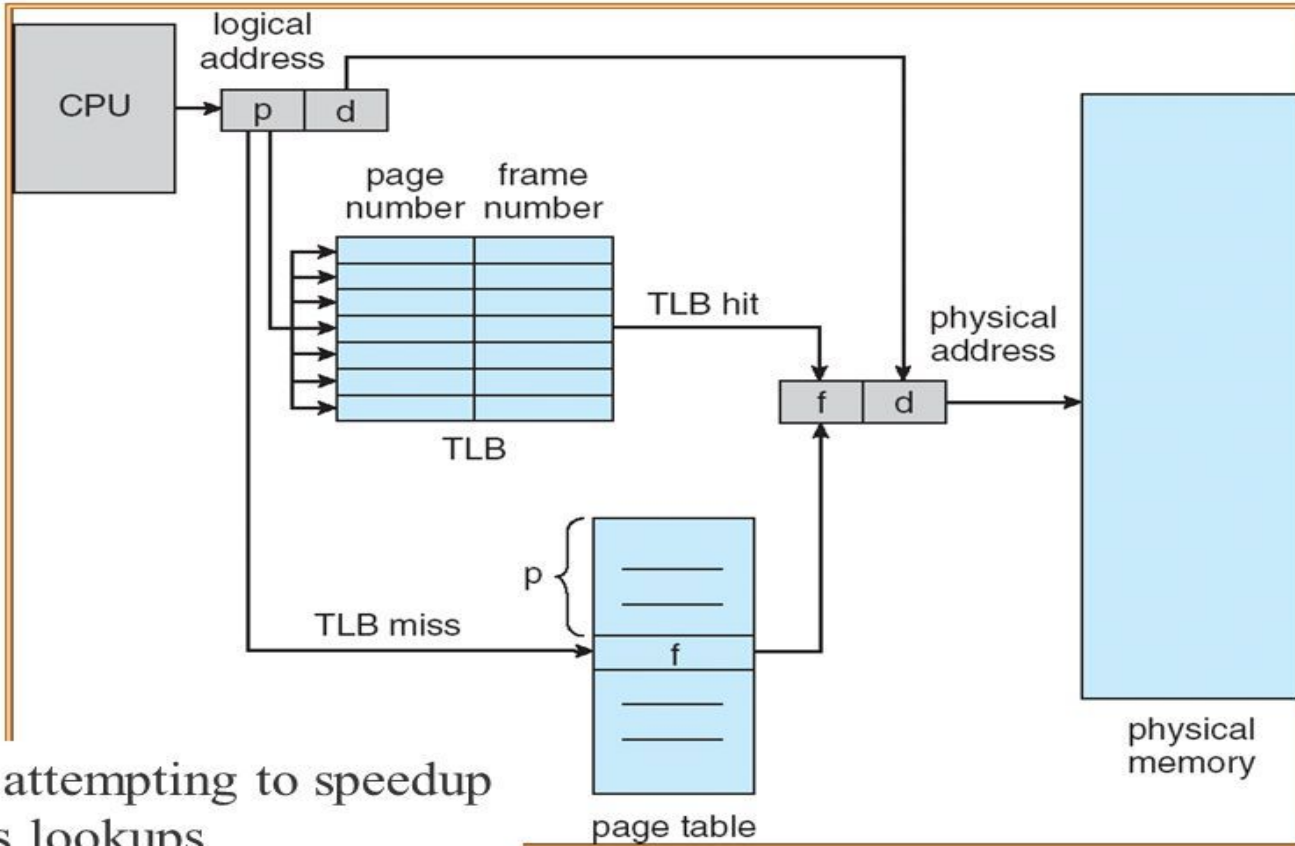 logical
address
CPU
p d
page frame
number number
TLB hit
physical
address
f d
TLB
p
TLB miss
f
physical
memory
attempting to speedup
lookups
page table